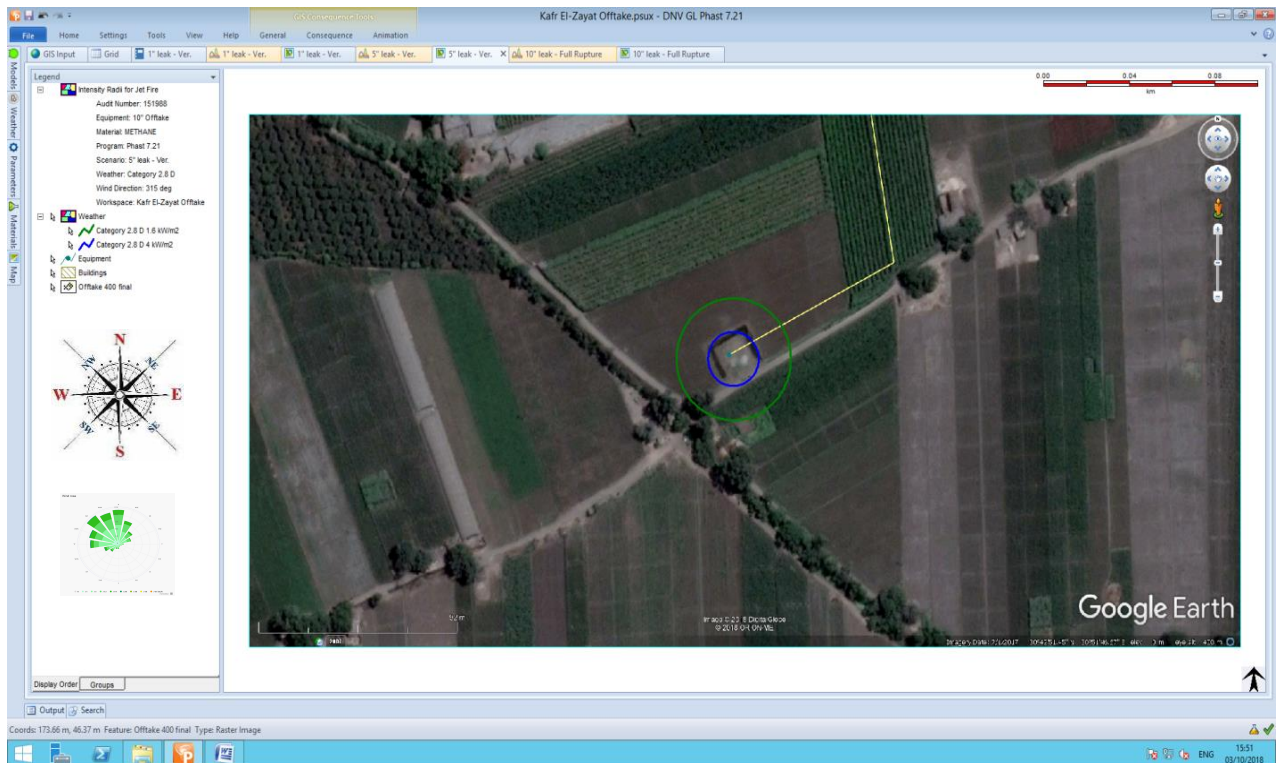 Kafr El-Zayat Offtake.psux - DNV GL Phast 7.21
GIS Consequence Tools
File Home Settings Tools View Help General Consequence Animation
GIS Input Grid 1" leak - Ver. 1" leak - Ver. 1" leak - Ver. 5" leak - Ver. 5" leak - Ver. 10" leak - Full Rupture 10" leak - Full Rupture
Models
Weather
Parameters
Materials
Map
Legend
Intensity Radii for Jet Fire
Audit Number: 151988
Equipment: 10" Offtake
Material: METHANE
Program: Phast 7.21
Scenario: 5" leak - Ver.
Weather: Category 2.8 D
Wind Direction: 315 deg
Workspace: Kafr El-Zayat Offtake
Weather
Category 2.8 D 1.6 kW/m2
Category 2.8 D 4 kW/m2
Equipment
Buildings
Offtake 400 final
N
NW NE
W E
SW SE
S
0.00 0.04 0.08
km
Google Earth
92 m
Display Order Groups
Output Search
Coords: 173.66 m, 46.37 m Feature: Offtake 400 final Type: Raster Image
ENG
15:51
03/10/2018